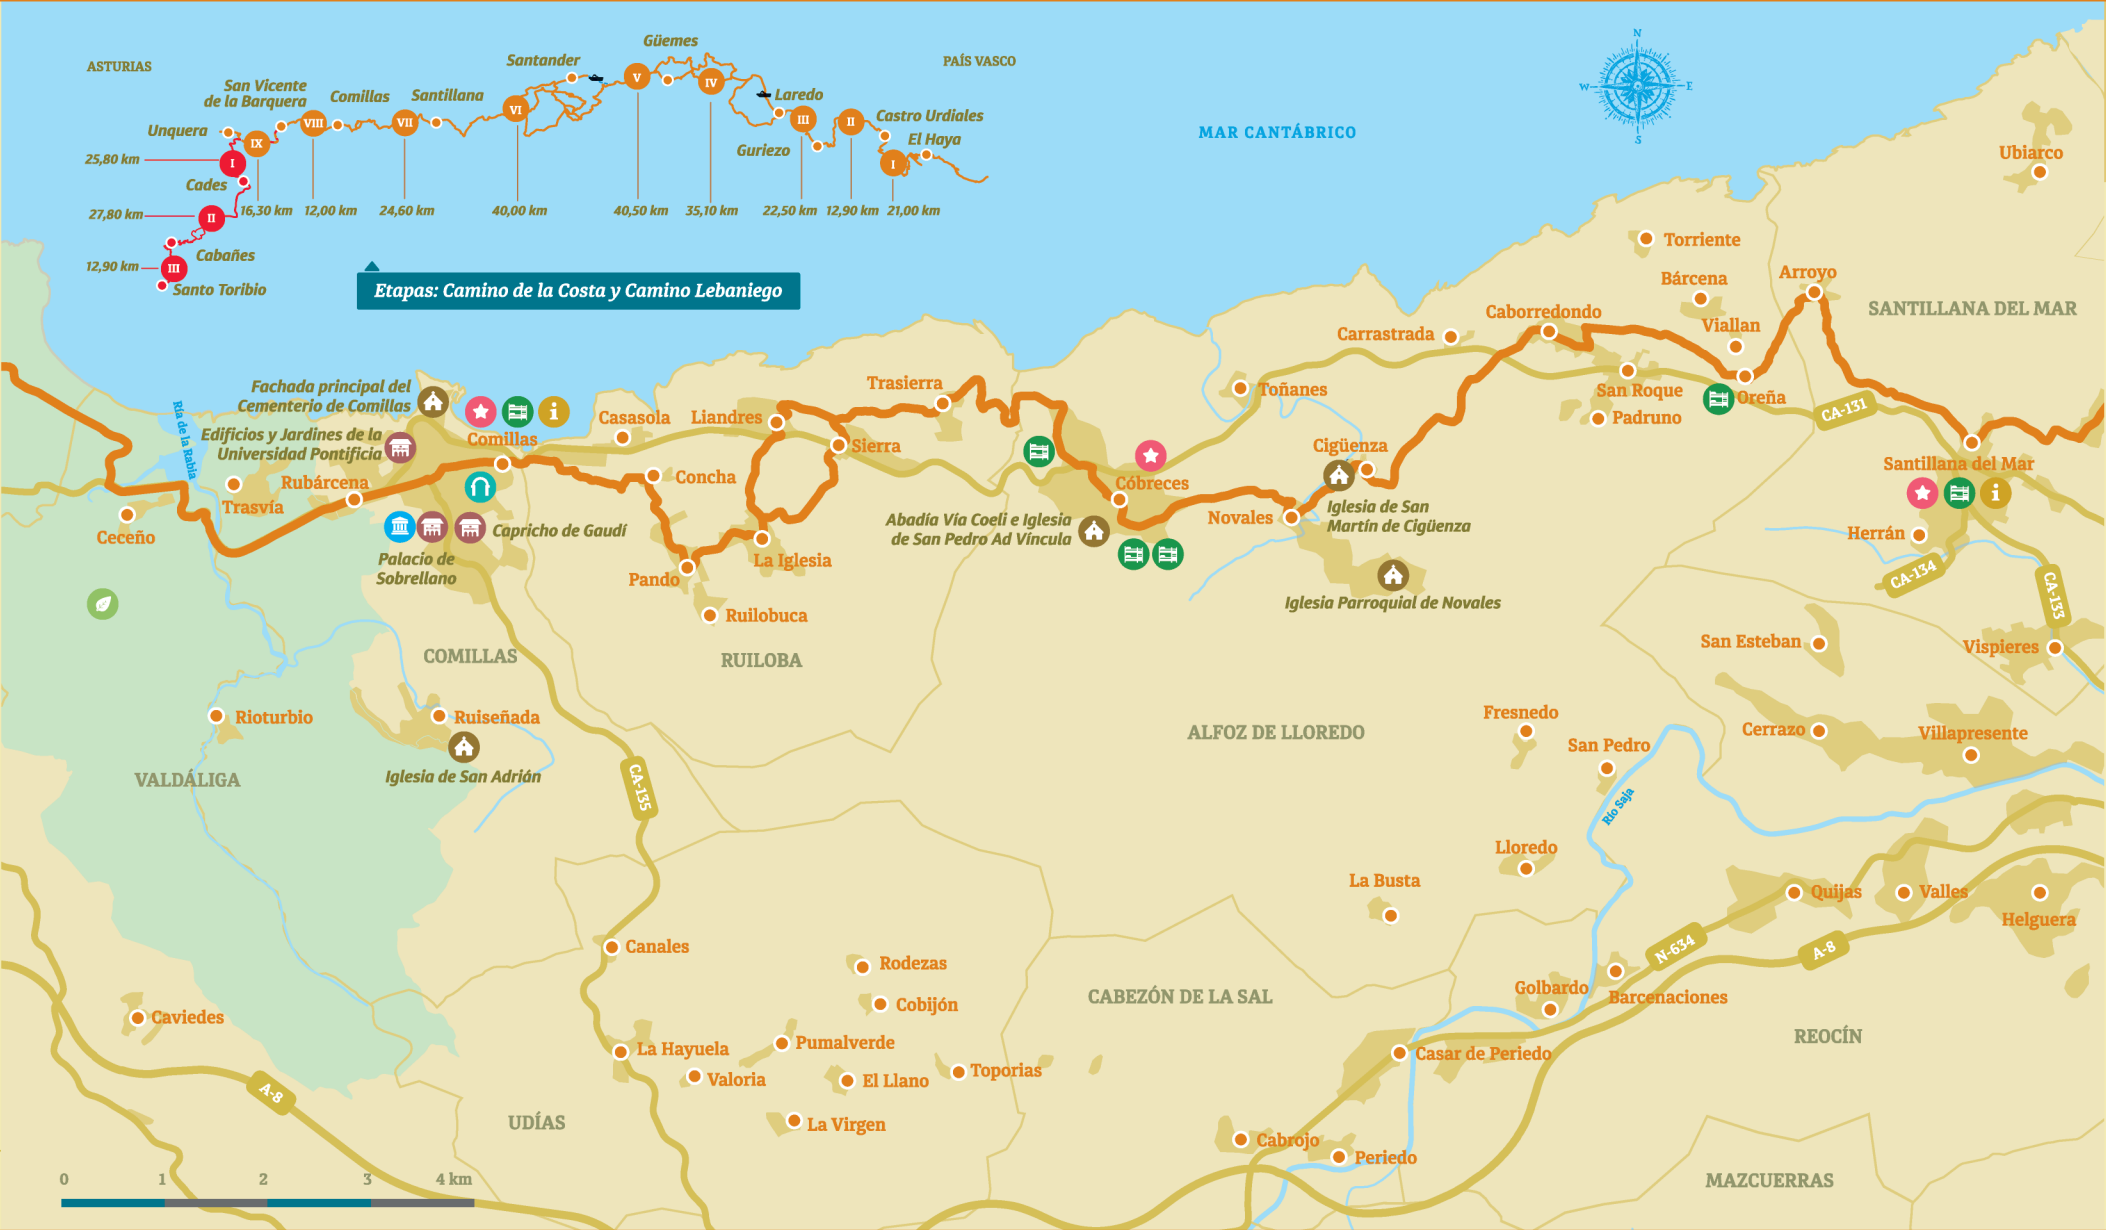 ASTURIAS
PAÍS VASCO
Güemes
Santander
San Vicente
de la Barquera
Comillas
Santillana
Laredo
Castro Urdiales
El Haya
Unquera
Guriezo
IX
VIII
VII
VI
V
IV
III
II
I
I
II
III
25,80 km
Cades
27,80 km
Cabañes
12,90 km
Santo Toribio
16,30 km
12,00 km
24,60 km
40,00 km
40,50 km
35,10 km
22,50 km
12,90 km
21,00 km
Etapas: Camino de la Costa y Camino Lebaniego
MAR CANTÁBRICO
N
W
E
S
Ubiarco
Torriente
Bárcena
Arroyo
SANTILLANA DEL MAR
Viallan
Caborredondo
Carrastrada
San Roque
Padruno
Oreña
CA-131
Toñanes
Trasierra
Fachada principal del
Cementerio de Comillas
Ría de la Rabia
Edificios y Jardines de la
Universidad Pontificia
i
Comillas
Casasola
Liandres
Sierra
Cigüenza
Santillana del Mar
i
Rubárcena
Trasvía
Ceceño
Concha
Cóbreces
Novales
Iglesia de San
Martín de Cigüenza
Abadía Vía Coeli e Iglesia
de San Pedro Ad Víncula
Herrán
CA-134
CA-133
Capricho de Gaudí
Palacio de
Sobrellano
Pando
La Iglesia
Ruilobuca
Iglesia Parroquial de Novales
San Esteban
Vispieres
COMILLAS
RUILOBA
Rioturbio
Ruiseñada
Iglesia de San Adrián
VALDÁLIGA
CA-135
ALFOZ DE LLOREDO
Fresnedo
San Pedro
Río Saja
Cerrazo
Villapresente
Lloredo
La Busta
Quijas
Valles
Helguera
N-634
A-8
Canales
Rodezas
Cobijón
CABEZÓN DE LA SAL
Golbardo
Barcenaciones
Caviedes
La Hayuela
Pumalverde
Valoria
El Llano
Toporias
Casar de Periedo
REOCÍN
A-8
UDÍAS
La Virgen
Cabrojo
Periedo
MAZCUERRAS
0 1 2 3 4 km